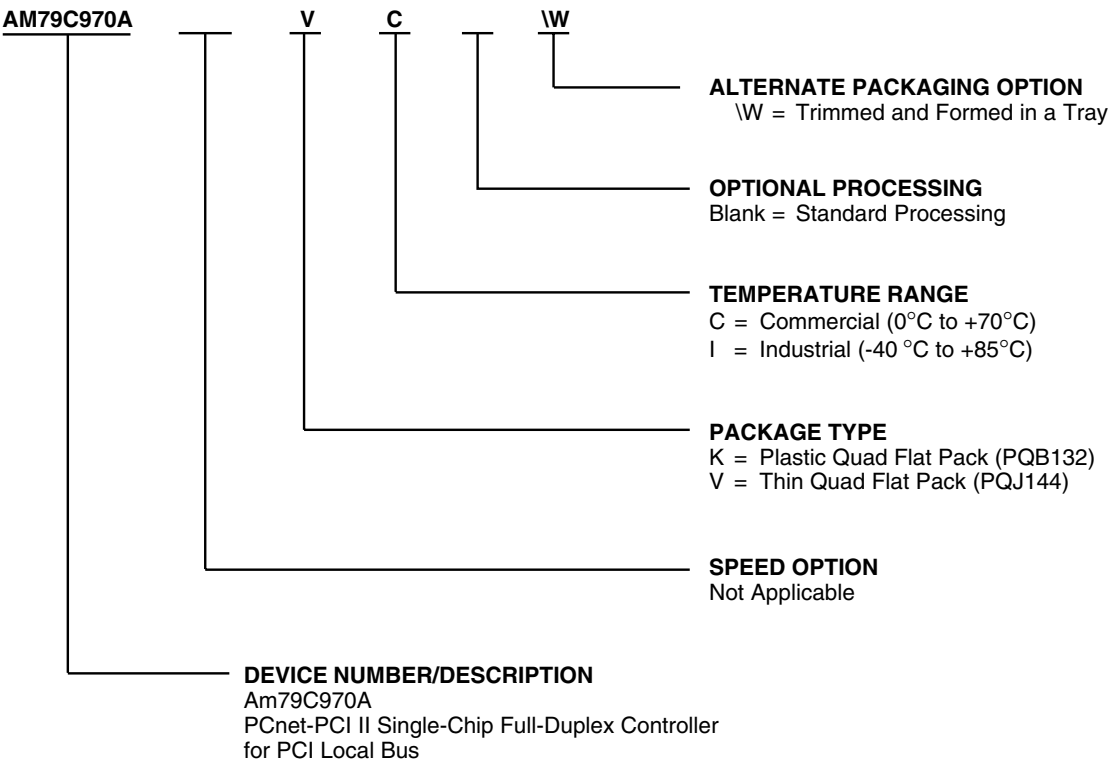 AM79C970A V C \W
ALTERNATE PACKAGING OPTION
\W = Trimmed and Formed in a Tray
OPTIONAL PROCESSING
Blank = Standard Processing
TEMPERATURE RANGE
C = Commercial (0°C to +70°C)
I = Industrial (-40 °C to +85°C)
PACKAGE TYPE
K = Plastic Quad Flat Pack (PQB132)
V = Thin Quad Flat Pack (PQJ144)
SPEED OPTION
Not Applicable
DEVICE NUMBER/DESCRIPTION
Am79C970A
PCnet-PCI II Single-Chip Full-Duplex Controller
for PCI Local Bus